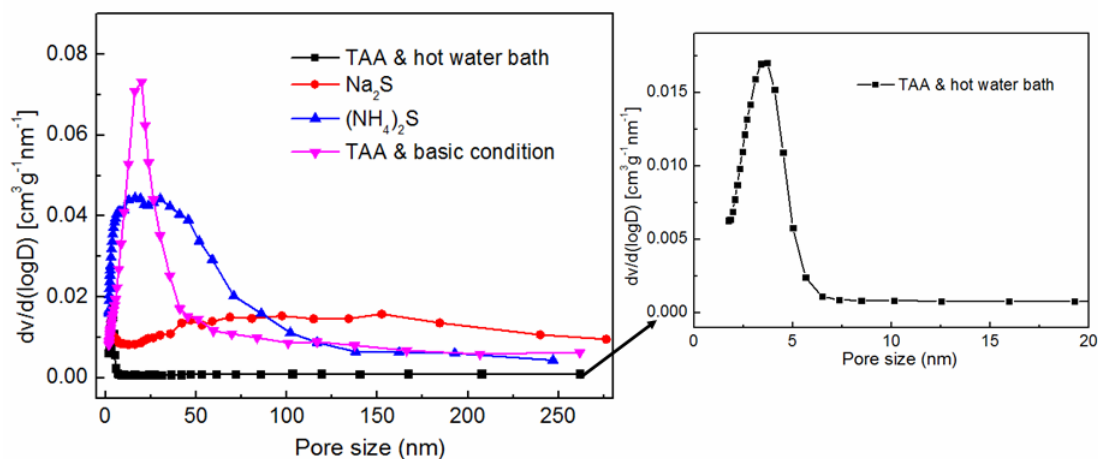 0.08
0.06
0.04
0.02
0.00
dv/d(logD) [cm³g⁻¹nm⁻¹]
TAA & hot water bath
Na₂S
(NH₄)₂S
TAA & basic condition
0 50 100 150 200 250
Pore size (nm)
0.015
0.010
0.005
0.000
dv/d(logD) [cm³g⁻¹nm⁻¹]
TAA & hot water bath
0 5 10 15 20
Pore size (nm)